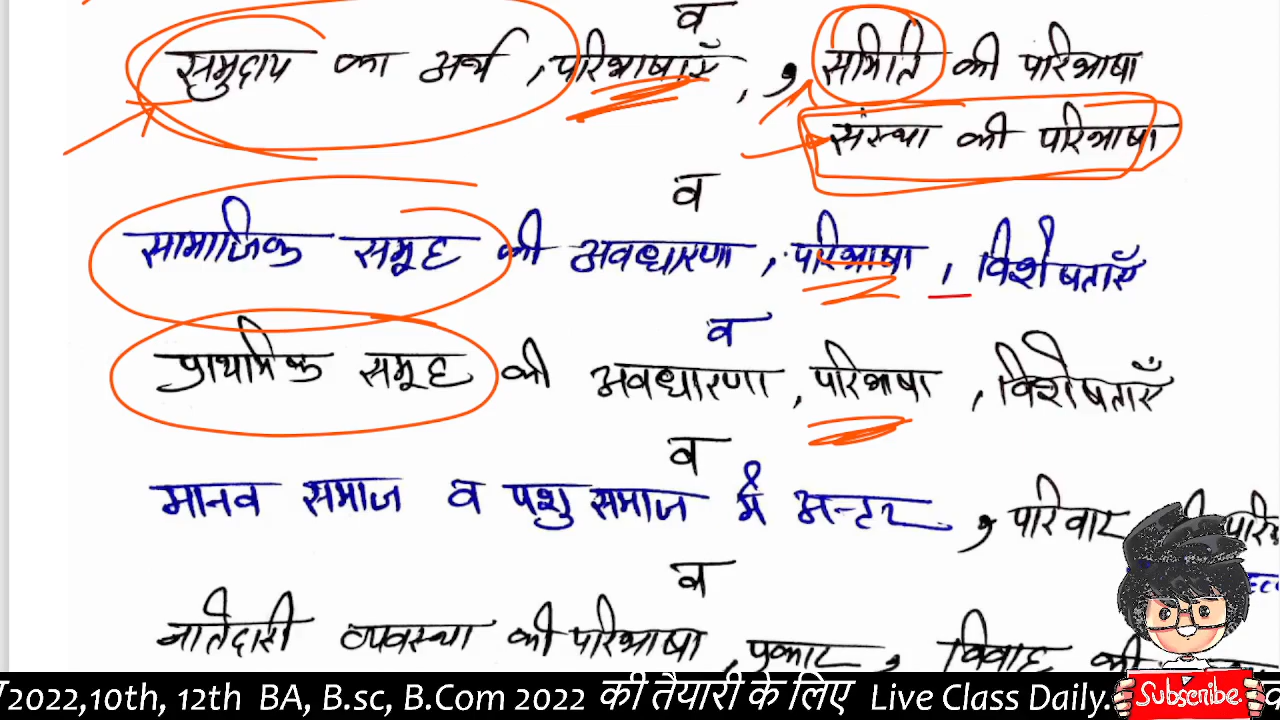 व
समुदाय का अर्थ , परिभाषाएँ , , समिति की परिभाषा
संस्था की परिभाषा
व
सामाजिक समूह की अवधारणा , परिभाषा , विशेषताएँ
व
प्राथमिक समूह की अवधारणा , परिभाषा , विशेषताएँ
व
मानव समाज व पशु समाज में अन्तर , परिवार
व
नातेदारी व्यवस्था की परिभाषा , प्रकार , विवाह की
2022,10th, 12th BA, B.sc, B.Com 2022 की तैयारी के लिए Live Class Daily.
Subscribe